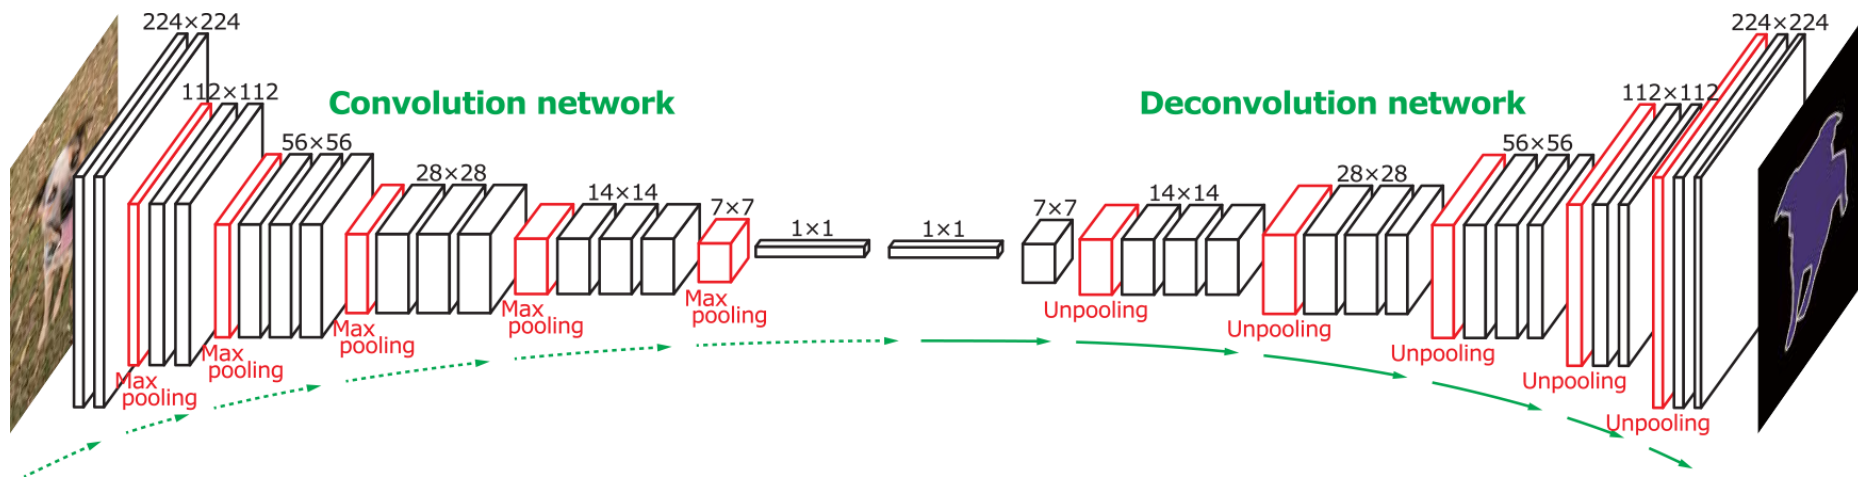 224×224
112×112
Convolution network
56×56
28×28
14×14
7×7
1×1
1×1
7×7
14×14
28×28
56×56
Deconvolution network
112×112
224×224
Max
pooling
Max
pooling
Max
pooling
Max
pooling
Max
pooling
Unpooling
Unpooling
Unpooling
Unpooling
Unpooling